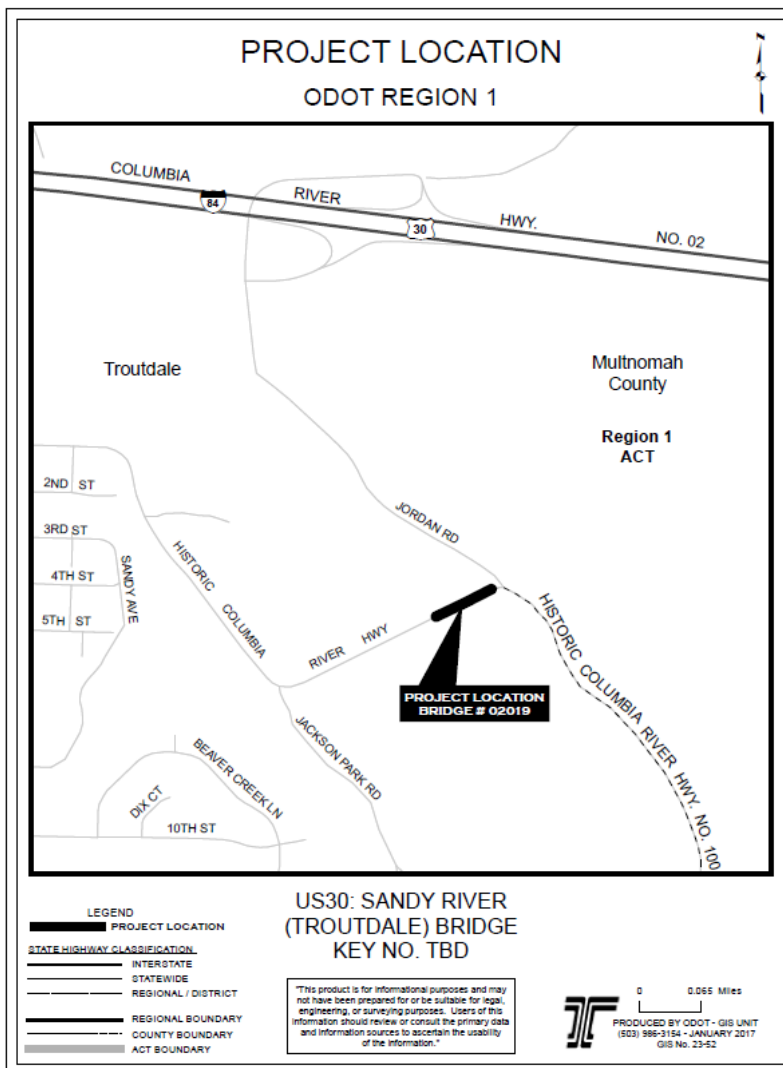 PROJECT LOCATION
ODOT REGION 1
N
COLUMBIA
RIVER
HWY.
NO. 02
84
30
Troutdale
Multnomah
County
Region 1
ACT
2ND ST
3RD ST
4TH ST
5TH ST
SANDY AVE
HISTORIC
COLUMBIA
RIVER
HWY
JORDAN RD
HISTORIC COLUMBIA RIVER HWY. NO. 100
PROJECT LOCATION
BRIDGE # 02019
JACKSON PARK RD
BEAVER CREEK LN
DIX CT
10TH ST
LEGEND
PROJECT LOCATION
STATE HIGHWAY CLASSIFICATION
INTERSTATE
STATEWIDE
REGIONAL / DISTRICT
REGIONAL BOUNDARY
COUNTY BOUNDARY
ACT BOUNDARY
US30: SANDY RIVER
(TROUTDALE) BRIDGE
KEY NO. TBD
"This product is for informational purposes and may
not have been prepared for or be suitable for legal,
engineering, or surveying purposes. Users of this
information should review or consult the primary data
and information sources to ascertain the usability
of the information."
0 0.065 Miles
PRODUCED BY ODOT - GIS UNIT
(503) 986-3154 - JANUARY 2017
GIS No. 23-52